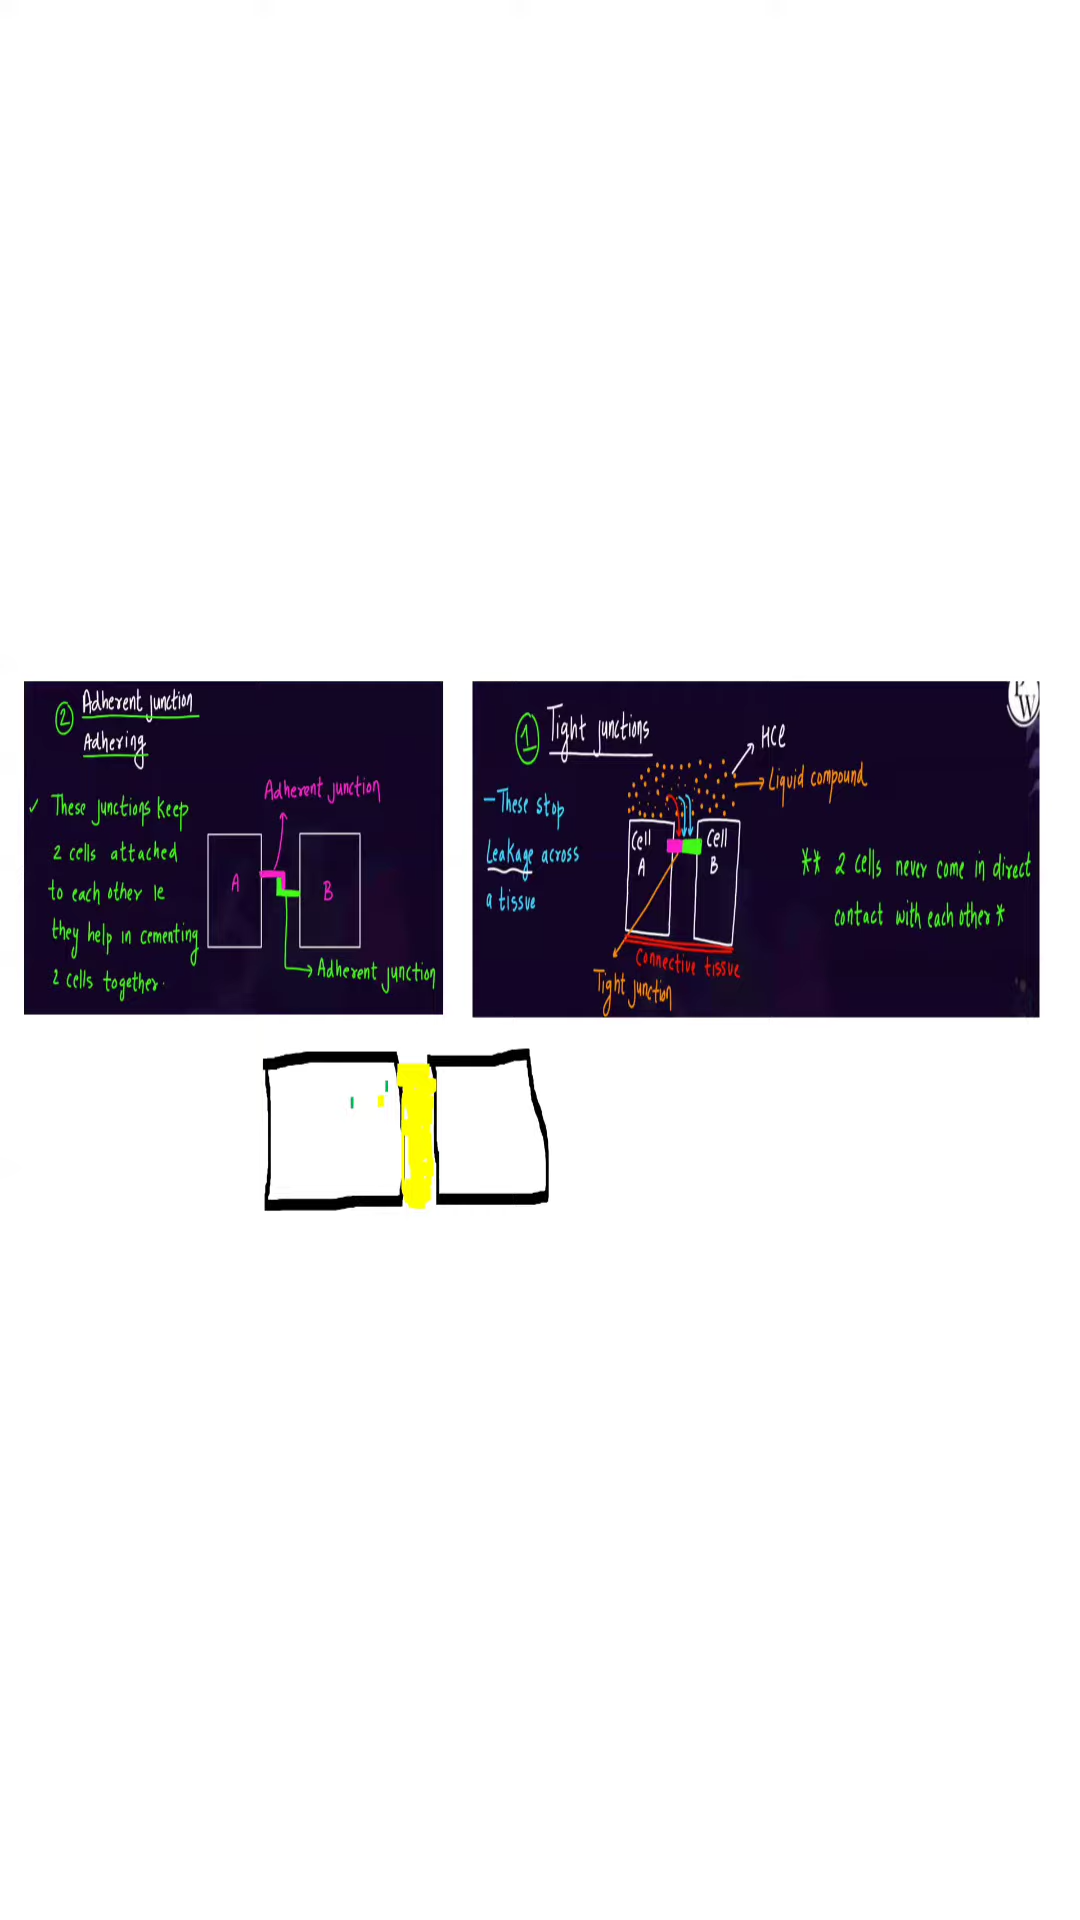 ② Adherent junction
Adhering
✓ These junctions keep
2 cells attached
to each other ie
they help in cementing
2 cells together.
Adherent junction
A
B
Adherent junction
① Tight junctions
- These stop
Leakage across
a tissue
HCl
Liquid compound
Cell
A
Cell
B
Connective tissue
Tight junction
** 2 cells never come in direct
contact with each other *
PW